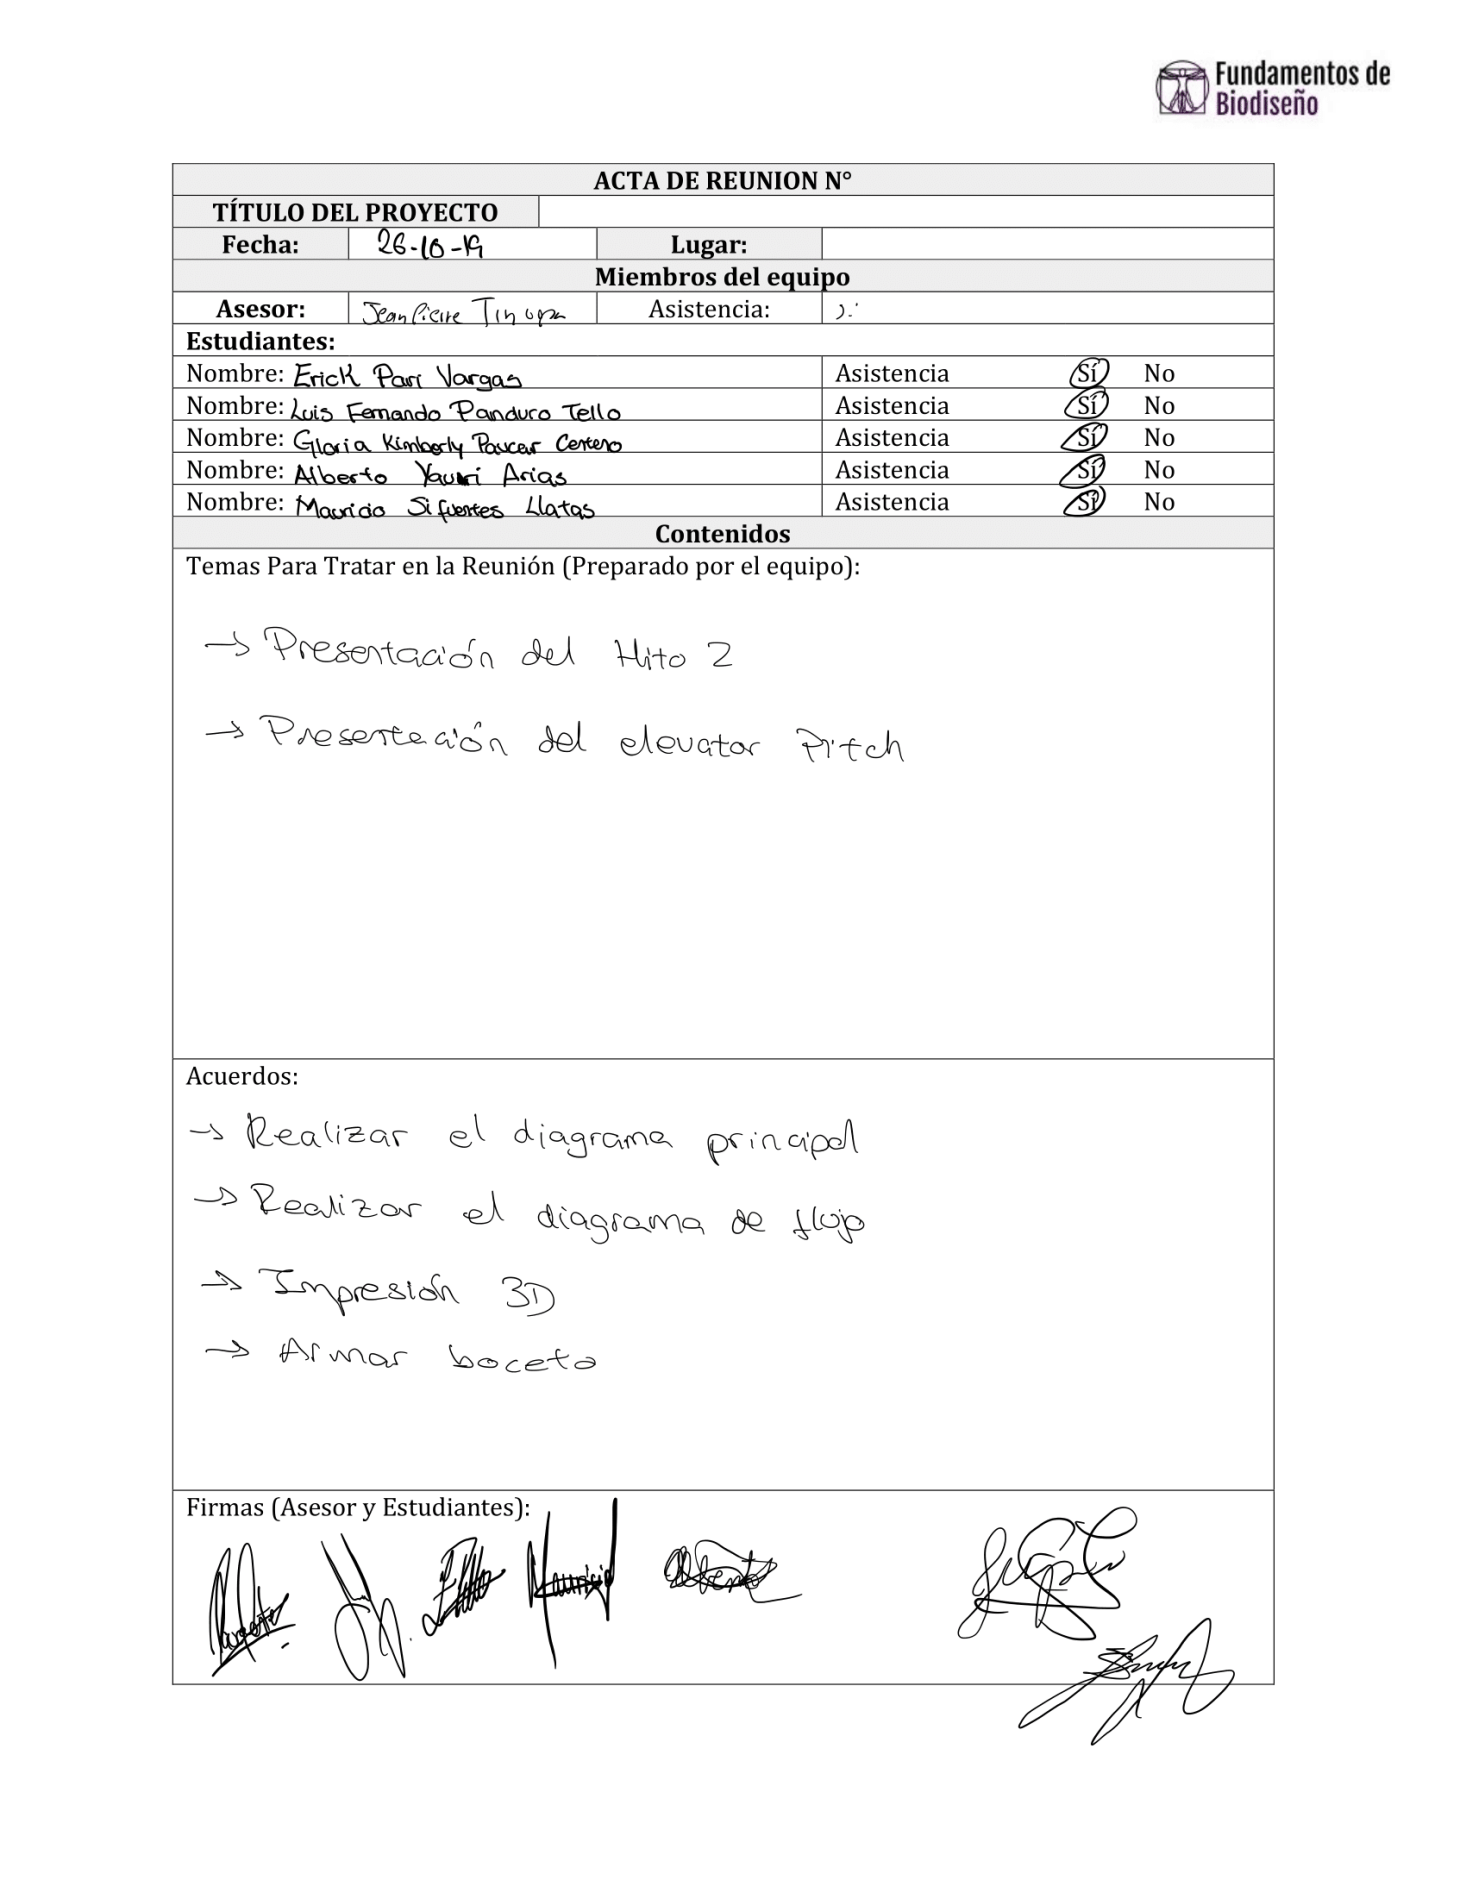 Fundamentos de
Biodiseño
ACTA DE REUNION N°
TÍTULO DEL PROYECTO
Fecha: 26-10-19 Lugar:
Miembros del equipo
Asesor: Jean Pierre Asistencia:
Estudiantes:
Nombre: Erick Pari Vargas Asistencia Sí No
Nombre: Luis Fernando Panduro Tello Asistencia Sí No
Nombre: Gloria Kimberly Paucar Asistencia Sí No
Nombre: Alberto Yauri Arias Asistencia Sí No
Nombre: Mauricio Sifuentes Llatas Asistencia Sí No
Contenidos
Temas Para Tratar en la Reunión (Preparado por el equipo):
→ Presentación del Hito 2
→ Presentación del elevator Pitch
Acuerdos:
→ Realizar el diagrama principal
→ Realizar el diagrama de flujo
→ Impresión 3D
→ Armar boceto
Firmas (Asesor y Estudiantes):
Mauricio Alberto